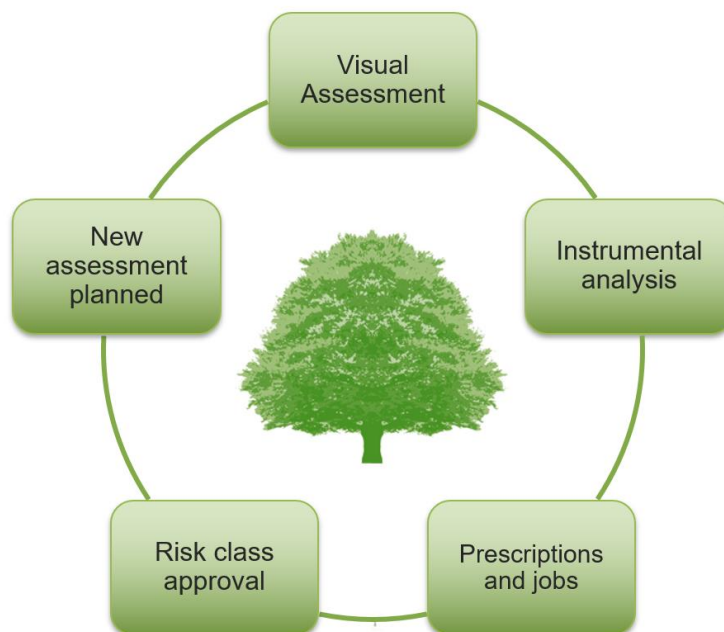 Visual
Assessment
Instrumental
analysis
Prescriptions
and jobs
Risk class
approval
New
assessment
planned